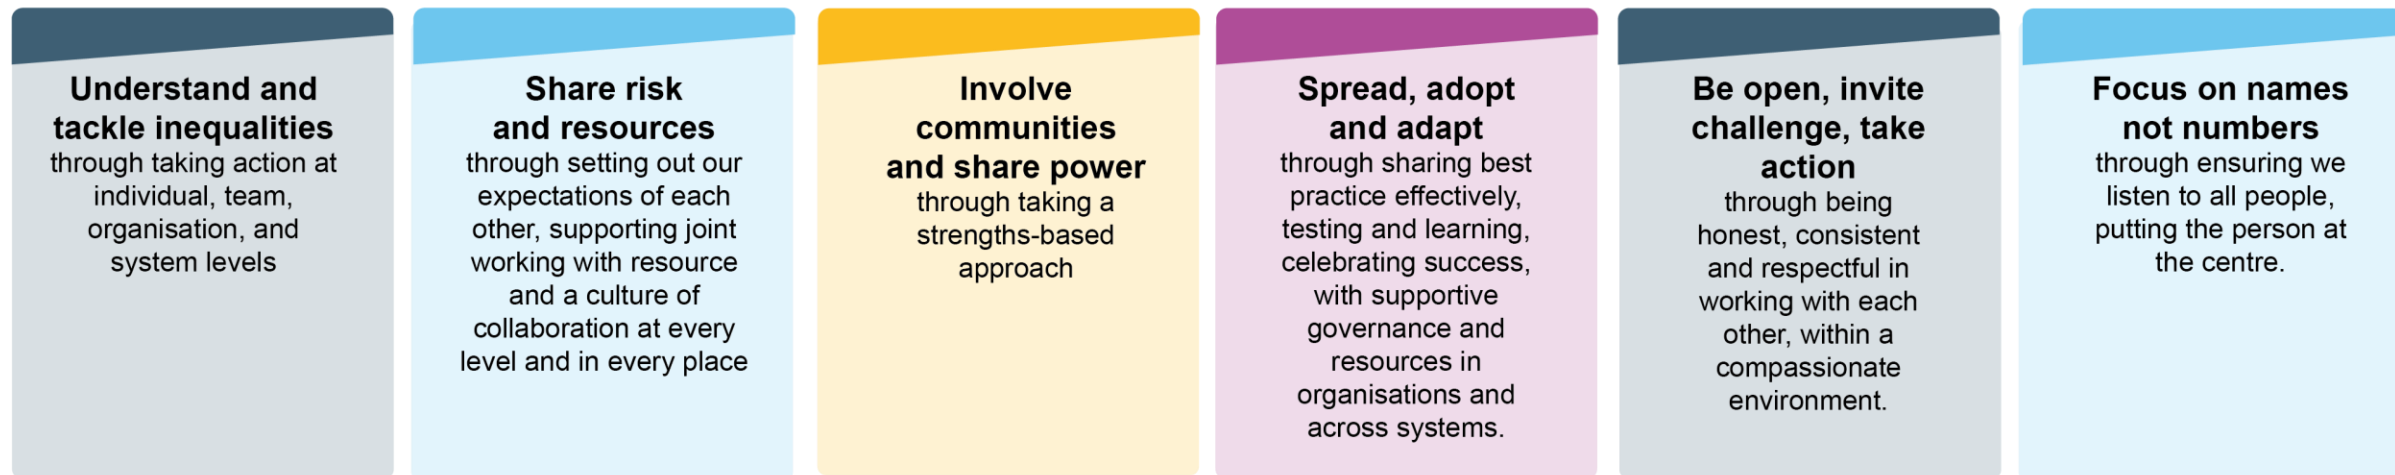 Understand and
tackle inequalities
through taking action at
individual, team,
organisation, and
system levels
Share risk
and resources
through setting out our
expectations of each
other, supporting joint
working with resource
and a culture of
collaboration at every
level and in every place
Involve
communities
and share power
through taking a
strengths-based
approach
Spread, adopt
and adapt
through sharing best
practice effectively,
testing and learning,
celebrating success,
with supportive
governance and
resources in
organisations and
across systems.
Be open, invite
challenge, take
action
through being
honest, consistent
and respectful in
working with each
other, within a
compassionate
environment.
Focus on names
not numbers
through ensuring we
listen to all people,
putting the person at
the centre.